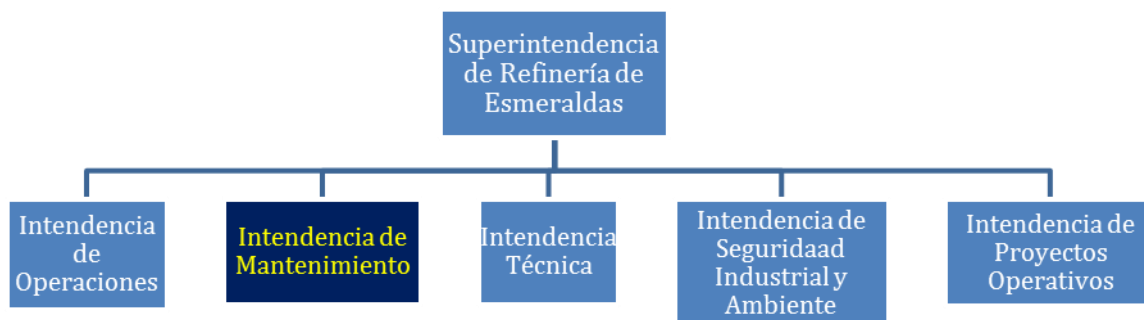 Superintendencia
de Refinería de
Esmeraldas
Intendencia
de
Operaciones
Intendencia de
Mantenimiento
Intendencia
Técnica
Intendencia de
Seguridaad
Industrial y
Ambiente
Intendencia de
Proyectos
Operativos